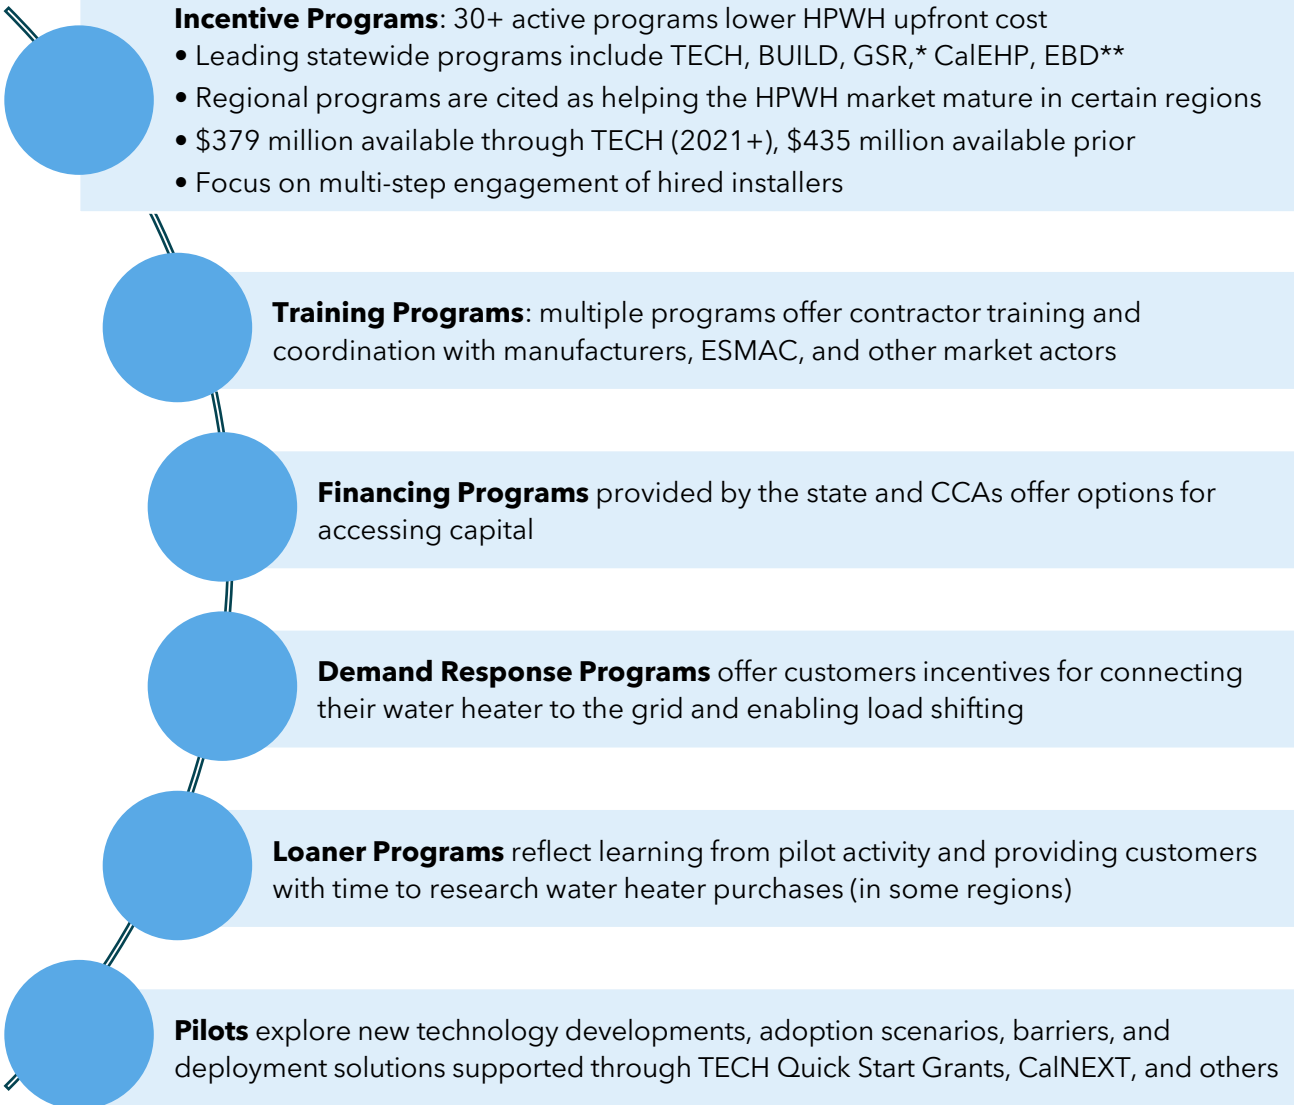 Incentive Programs: 30+ active programs lower HPWH upfront cost
• Leading statewide programs include TECH, BUILD, GSR,* CalEHP, EBD**
• Regional programs are cited as helping the HPWH market mature in certain regions
• $379 million available through TECH (2021+), $435 million available prior
• Focus on multi-step engagement of hired installers
Training Programs: multiple programs offer contractor training and
coordination with manufacturers, ESMAC, and other market actors
Financing Programs provided by the state and CCAs offer options for
accessing capital
Demand Response Programs offer customers incentives for connecting
their water heater to the grid and enabling load shifting
Loaner Programs reflect learning from pilot activity and providing customers
with time to research water heater purchases (in some regions)
Pilots explore new technology developments, adoption scenarios, barriers, and
deployment solutions supported through TECH Quick Start Grants, CalNEXT, and others